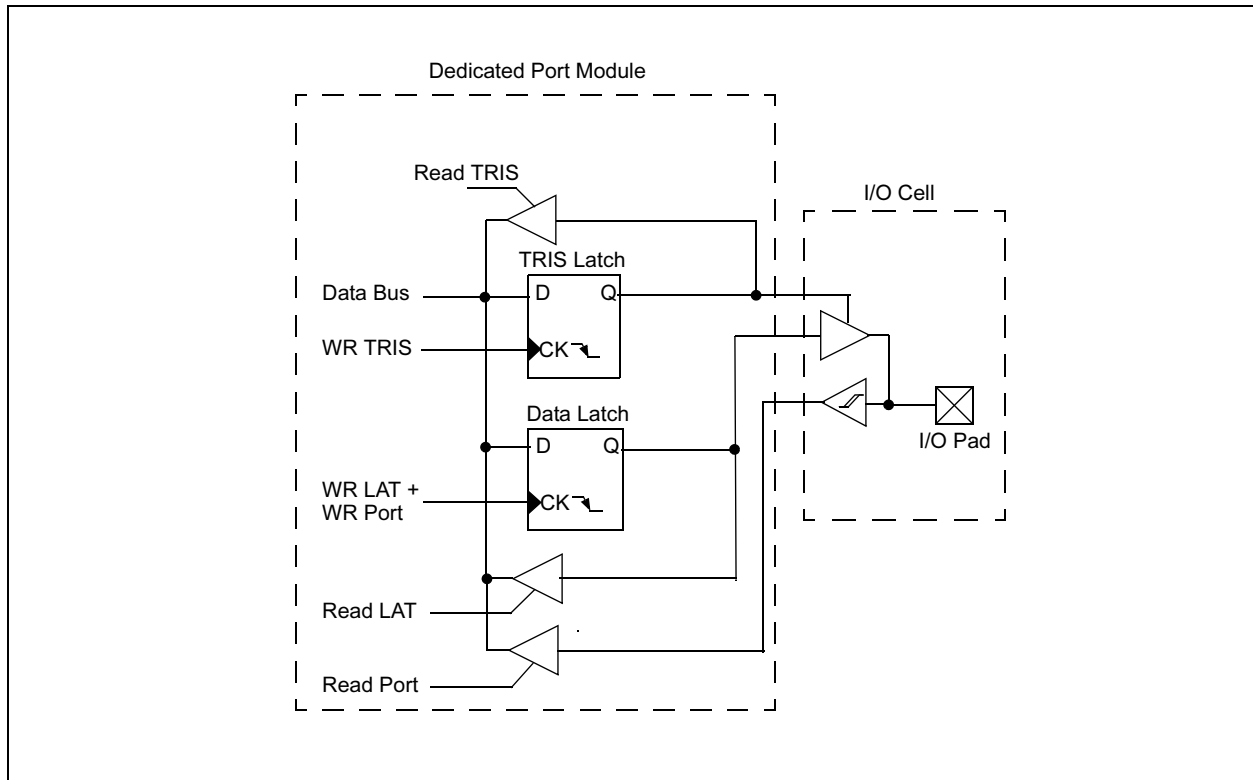 Dedicated Port Module
Read TRIS
I/O Cell
TRIS Latch
Data Bus
D
Q
WR TRIS
CK
Data Latch
I/O Pad
D
Q
WR LAT +
WR Port
CK
Read LAT
Read Port